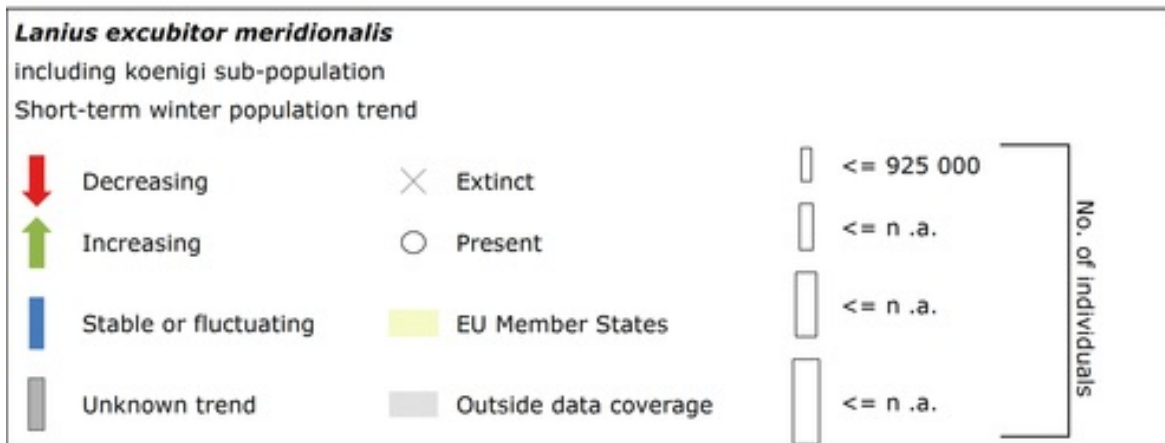 Lanius excubitor meridionalis
including koenigi sub-population
Short-term winter population trend
Decreasing
Extinct
<= 925 000
Increasing
Present
<= n .a.
Stable or fluctuating
EU Member States
<= n .a.
Unknown trend
Outside data coverage
<= n .a.
No. of individuals